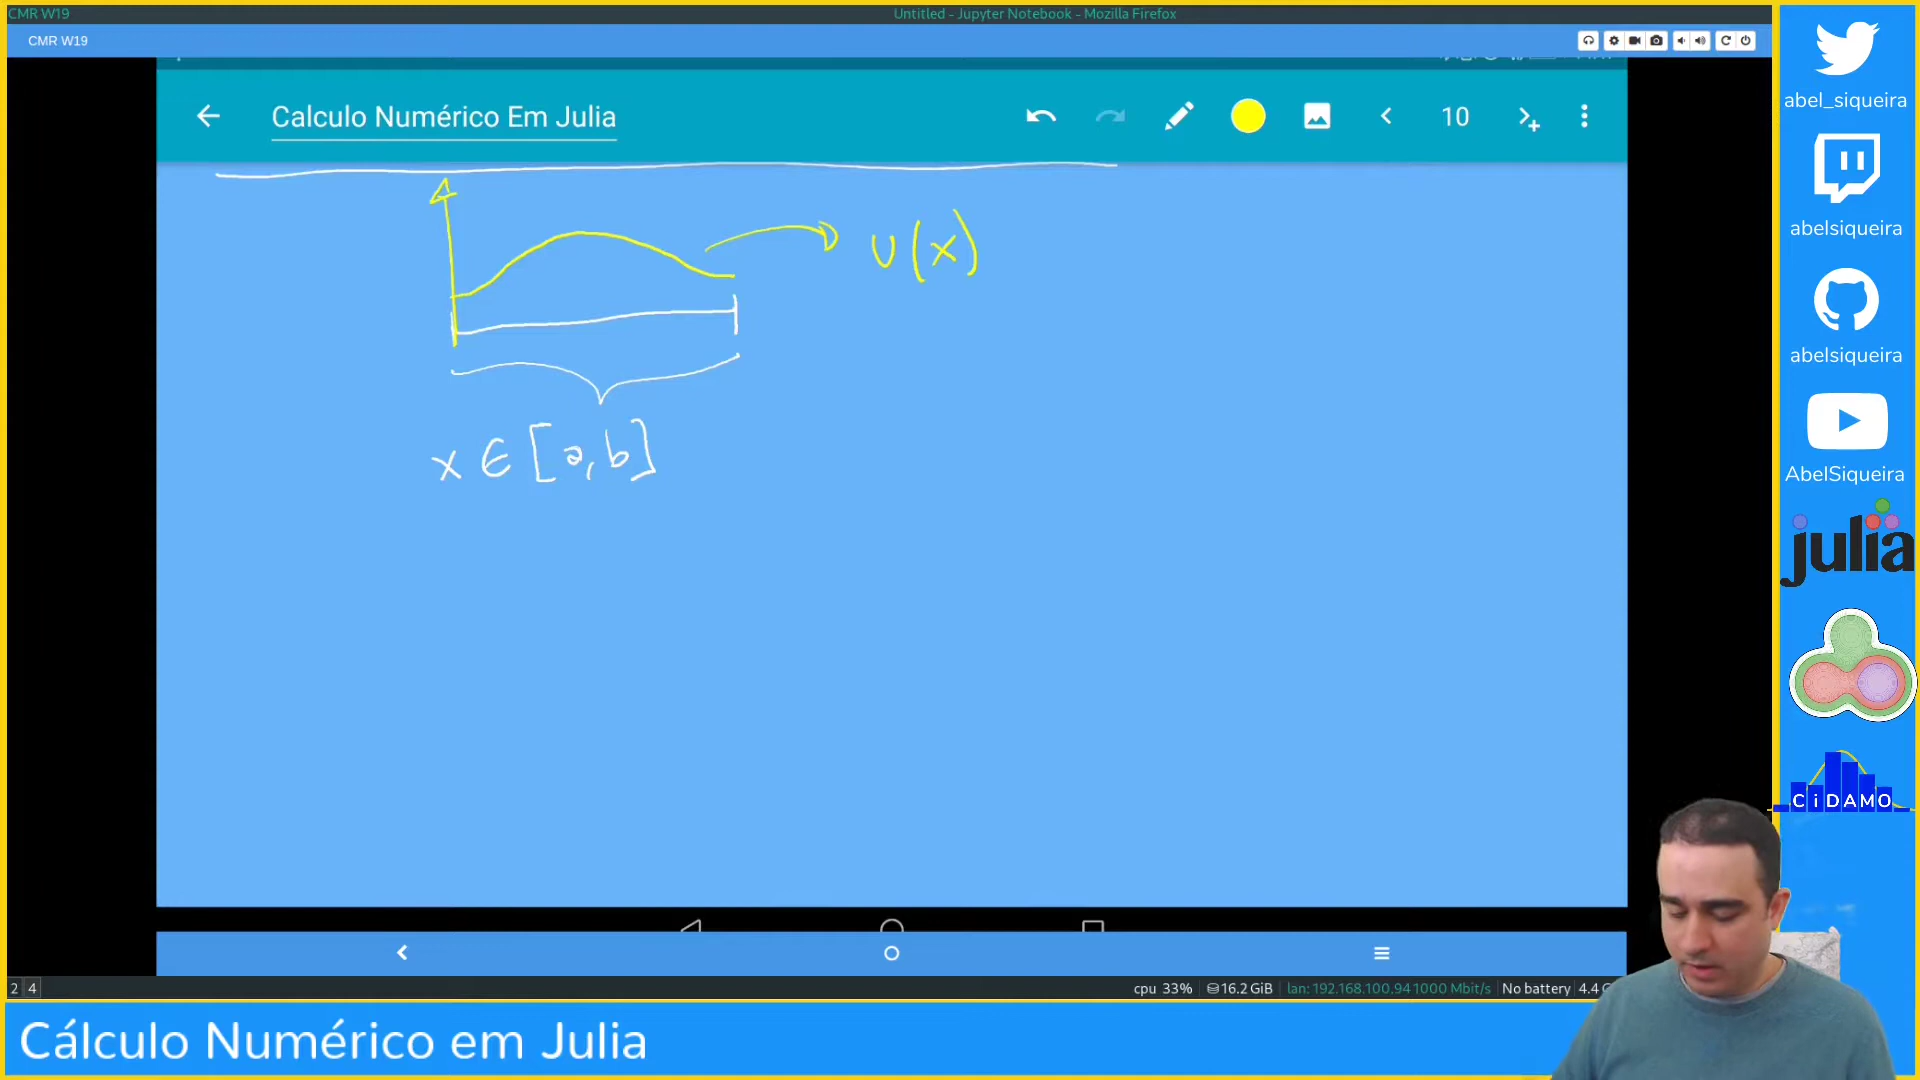 CMR W19
Untitled - Jupyter Notebook - Mozilla Firefox
CMR W19
Calculo Numérico Em Julia
10
u(x)
x ∈ [a,b]
abel_siqueira
abelsiqueira
abelsiqueira
AbelSiqueira
julia
CiDAMO
2 4
cpu 33% 16.2 GiB lan: 192.168.100.94 1000 Mbit/s No battery 4.4
Cálculo Numérico em Julia